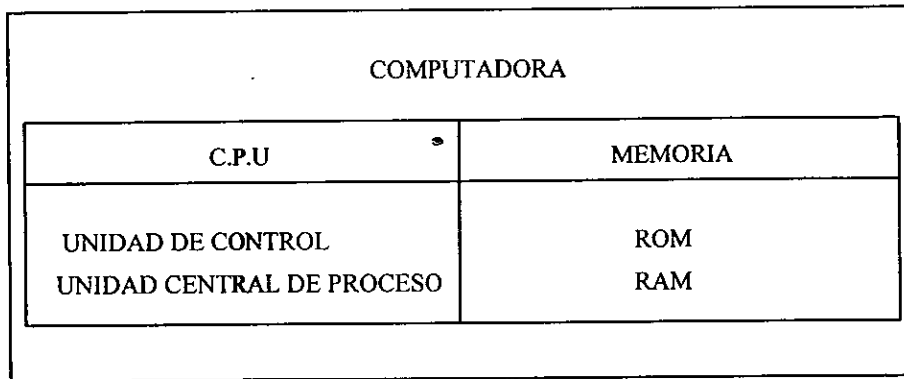 COMPUTADORA
C.P.U MEMORIA
UNIDAD DE CONTROL ROM
UNIDAD CENTRAL DE PROCESO RAM